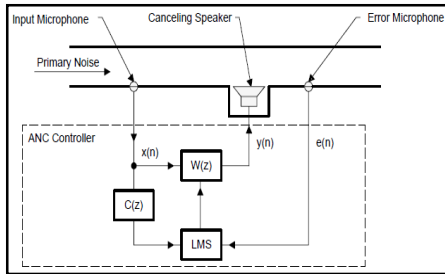 Input Microphone
Canceling Speaker
Error Microphone
Primary Noise
ANC Controller
x(n)
W(z)
y(n)
e(n)
C(z)
LMS